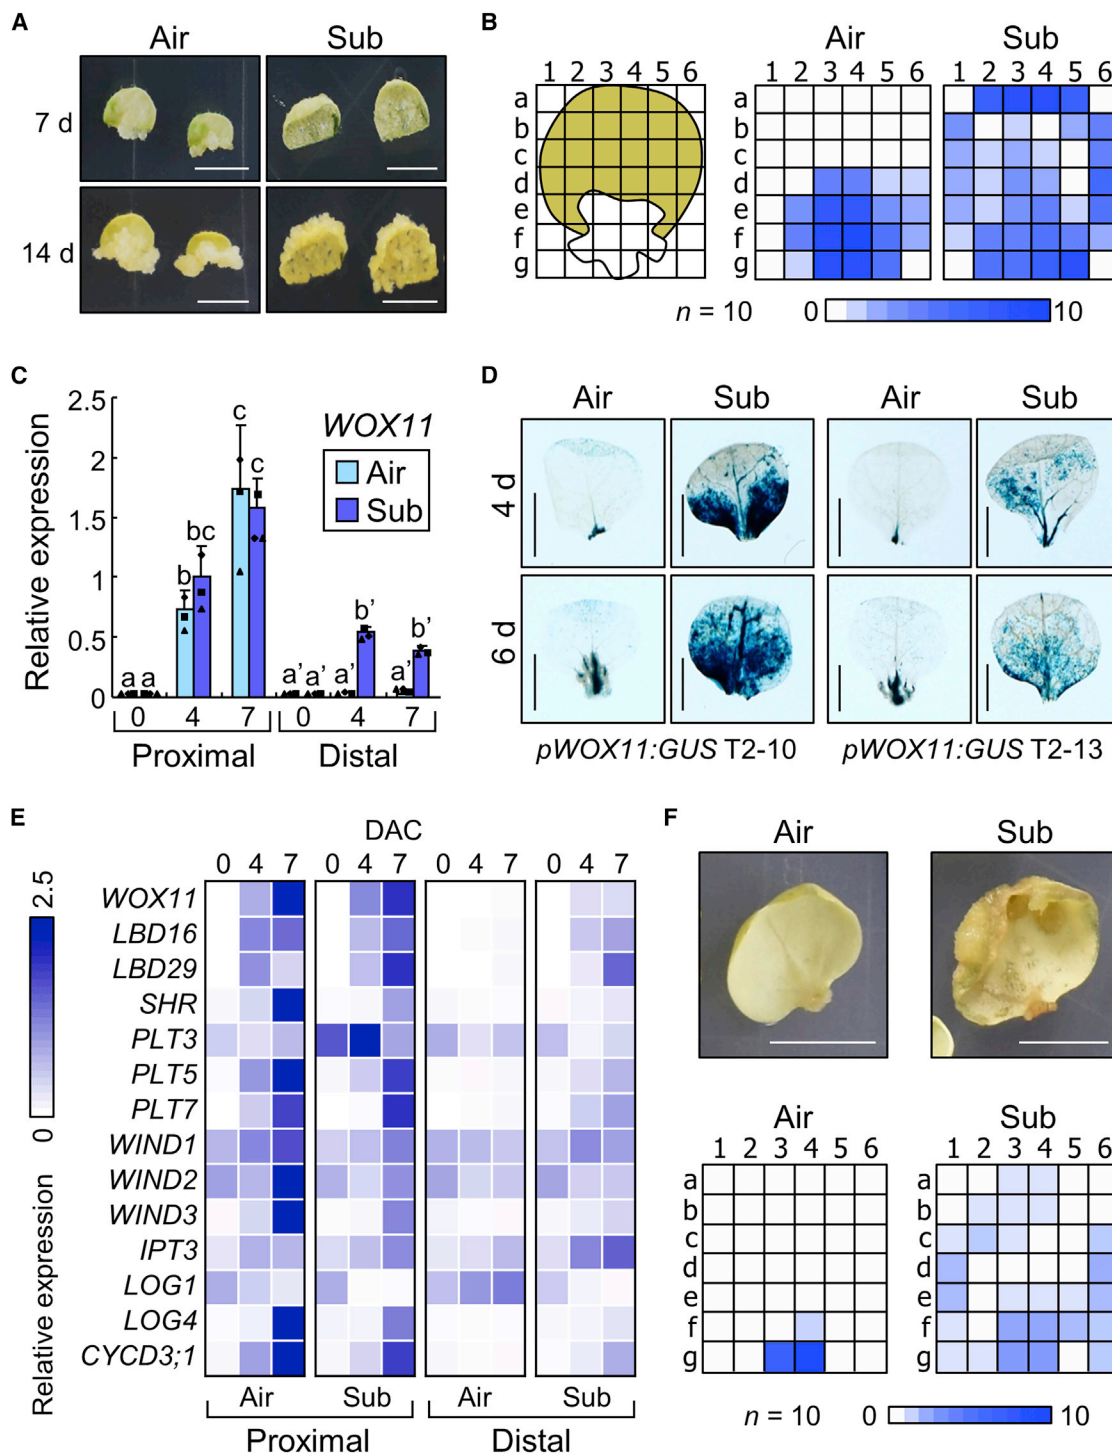 A
Air Sub
7 d
14 d
B
Air Sub
1 2 3 4 5 6 1 2 3 4 5 6 1 2 3 4 5 6
a a a
b b b
c c c
d d d
e e e
f f f
g g g
n = 10 0 10
C
2.5
2
1.5
1
0.5
0
Relative expression
WOX11
Air
Sub
a a b bc c c a’ a’ a’ b’ a’ b’
0 4 7 0 4 7
Proximal Distal
D
Air Sub Air Sub
4 d
6 d
pWOX11:GUS T2-10 pWOX11:GUS T2-13
E
DAC
0 4 7 0 4 7 0 4 7 0 4 7
WOX11
LBD16
LBD29
SHR
PLT3
PLT5
PLT7
WIND1
WIND2
WIND3
IPT3
LOG1
LOG4
CYCD3;1
2.5
0
Relative expression
Air Sub Air Sub
Proximal Distal
F
Air Sub
Air Sub
1 2 3 4 5 6 1 2 3 4 5 6
a a
b b
c c
d d
e e
f f
g g
n = 10 0 10